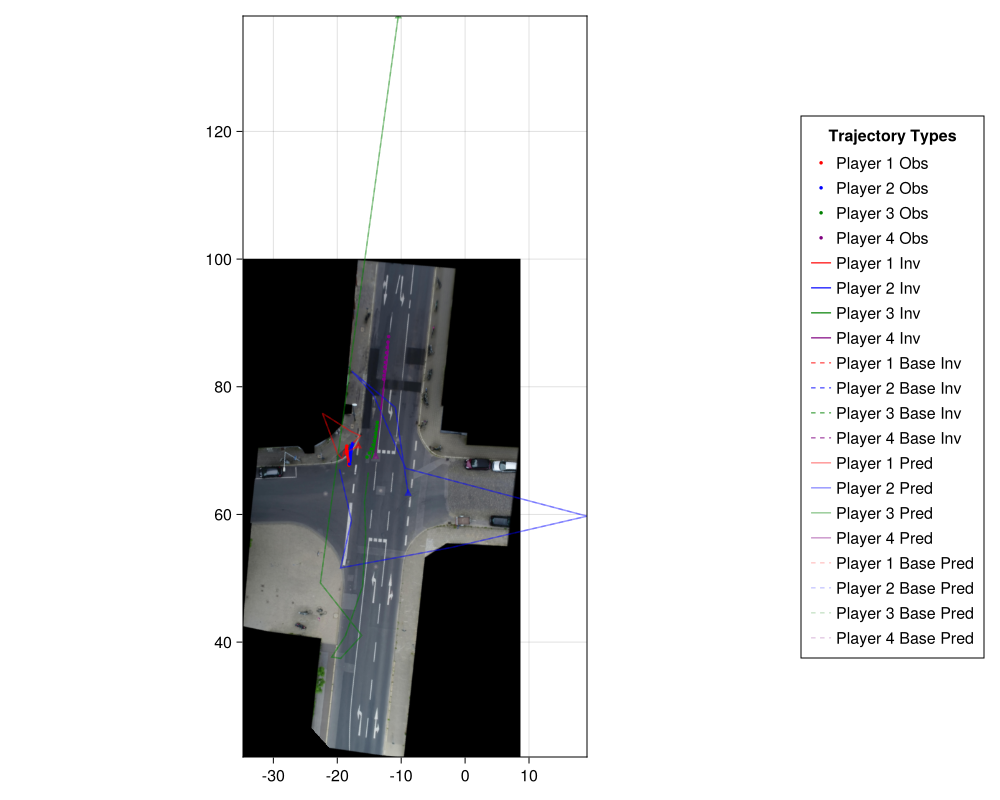 120
100
80
60
40
-30
-20
-10
0
10
Trajectory Types
Player 1 Obs
Player 2 Obs
Player 3 Obs
Player 4 Obs
Player 1 Inv
Player 2 Inv
Player 3 Inv
Player 4 Inv
Player 1 Base Inv
Player 2 Base Inv
Player 3 Base Inv
Player 4 Base Inv
Player 1 Pred
Player 2 Pred
Player 3 Pred
Player 4 Pred
Player 1 Base Pred
Player 2 Base Pred
Player 3 Base Pred
Player 4 Base Pred